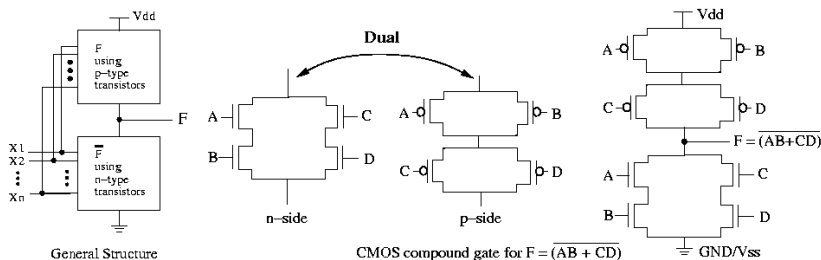 Vdd
F
using
p-type
transistors
F
X1
X2
Xn
F̅
using
n-type
transistors
General Structure
Dual
A
B
C
D
n-side
A
B
C
D
p-side
Vdd
A
B
C
D
F = (AB+CD)̅
A
B
C
D
GND/Vss
CMOS compound gate for F = (AB + CD)̅